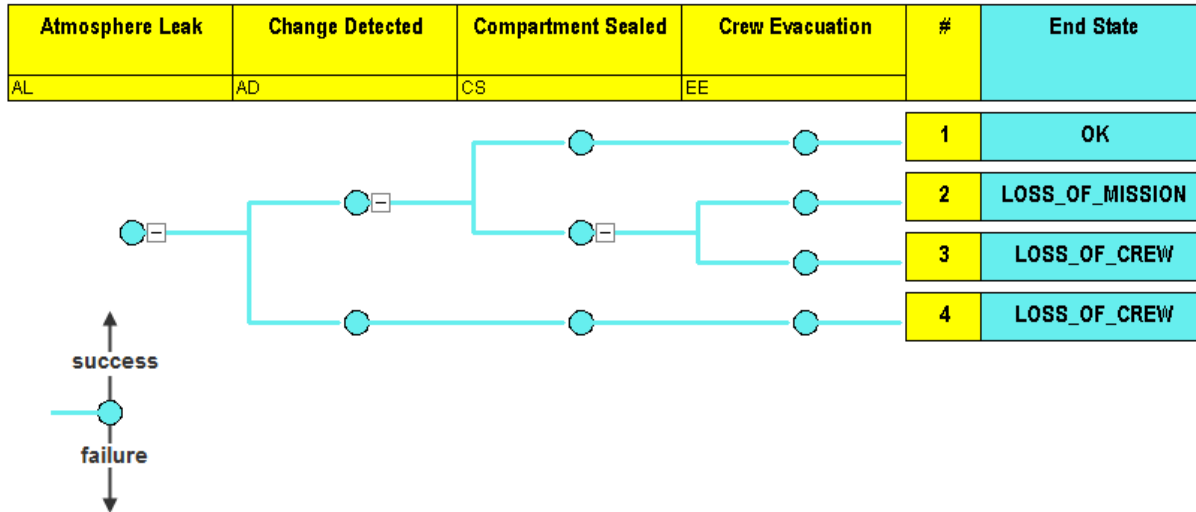 Atmosphere Leak Change Detected Compartment Sealed Crew Evacuation # End State
AL AD CS EE
1 OK
2 LOSS_OF_MISSION
3 LOSS_OF_CREW
4 LOSS_OF_CREW
success
failure